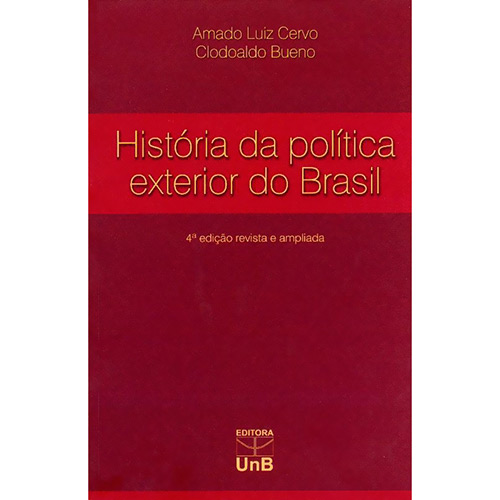 Amado Luiz Cervo
Clodoaldo Bueno
História da política
exterior do Brasil
4ª edição revista e ampliada
EDITORA
UnB